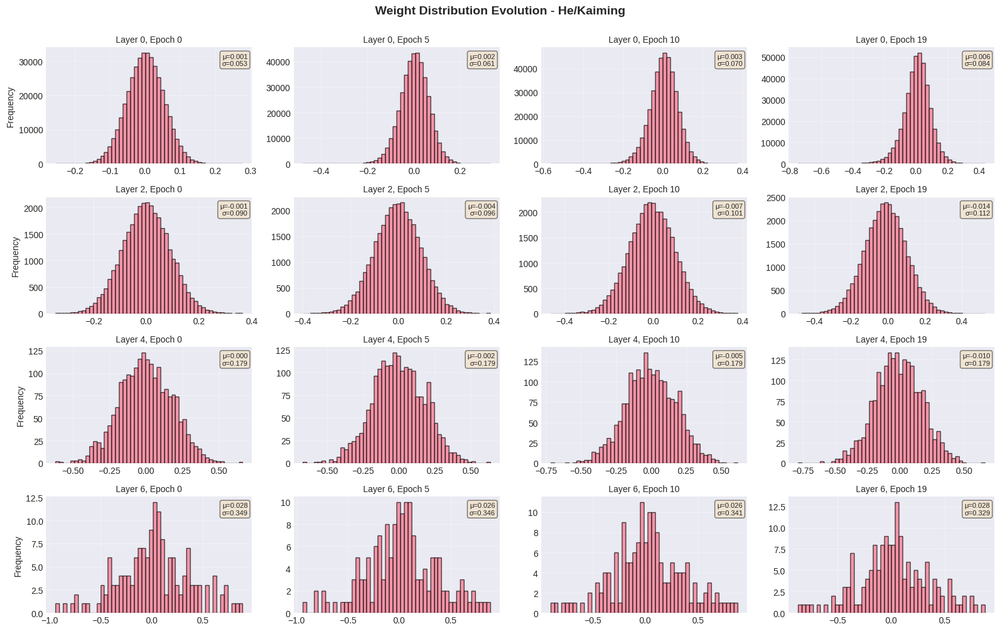 Weight Distribution Evolution - He/Kaiming
Layer 0, Epoch 0
Layer 0, Epoch 5
Layer 0, Epoch 10
Layer 0, Epoch 19
μ=0.001
σ=0.053
μ=0.002
σ=0.061
μ=0.003
σ=0.070
μ=0.006
σ=0.084
Frequency
30000
20000
10000
0
−0.2 −0.1 0.0 0.1 0.2 0.3
40000
30000
20000
10000
0
−0.4 −0.2 0.0 0.2
40000
30000
20000
10000
0
−0.6 −0.4 −0.2 0.0 0.2 0.4
50000
40000
30000
20000
10000
0
−0.8 −0.6 −0.4 −0.2 0.0 0.2 0.4
Layer 2, Epoch 0
Layer 2, Epoch 5
Layer 2, Epoch 10
Layer 2, Epoch 19
μ=-0.001
σ=0.090
μ=-0.004
σ=0.096
μ=-0.007
σ=0.101
μ=-0.014
σ=0.112
Frequency
2000
1500
1000
500
0
−0.2 0.0 0.2 0.4
2000
1500
1000
500
0
−0.4 −0.2 0.0 0.2 0.4
2000
1500
1000
500
0
−0.4 −0.2 0.0 0.2 0.4
2500
2000
1500
1000
500
0
−0.4 −0.2 0.0 0.2 0.4
Layer 4, Epoch 0
Layer 4, Epoch 5
Layer 4, Epoch 10
Layer 4, Epoch 19
μ=0.000
σ=0.179
μ=-0.002
σ=0.179
μ=-0.005
σ=0.179
μ=-0.010
σ=0.179
Frequency
125
100
75
50
25
0
−0.50 −0.25 0.00 0.25 0.50
125
100
75
50
25
0
−0.50 −0.25 0.00 0.25 0.50
125
100
75
50
25
0
−0.75 −0.50 −0.25 0.00 0.25 0.50
125
100
75
50
25
0
−0.75 −0.50 −0.25 0.00 0.25 0.50
Layer 6, Epoch 0
Layer 6, Epoch 5
Layer 6, Epoch 10
Layer 6, Epoch 19
μ=0.028
σ=0.349
μ=0.026
σ=0.346
μ=0.026
σ=0.341
μ=0.028
σ=0.329
Frequency
12.5
10.0
7.5
5.0
2.5
0.0
−1.0 −0.5 0.0 0.5
10
8
6
4
2
0
−1.0 −0.5 0.0 0.5
10
8
6
4
2
0
−0.5 0.0 0.5
12.5
10.0
7.5
5.0
2.5
0.0
−0.5 0.0 0.5